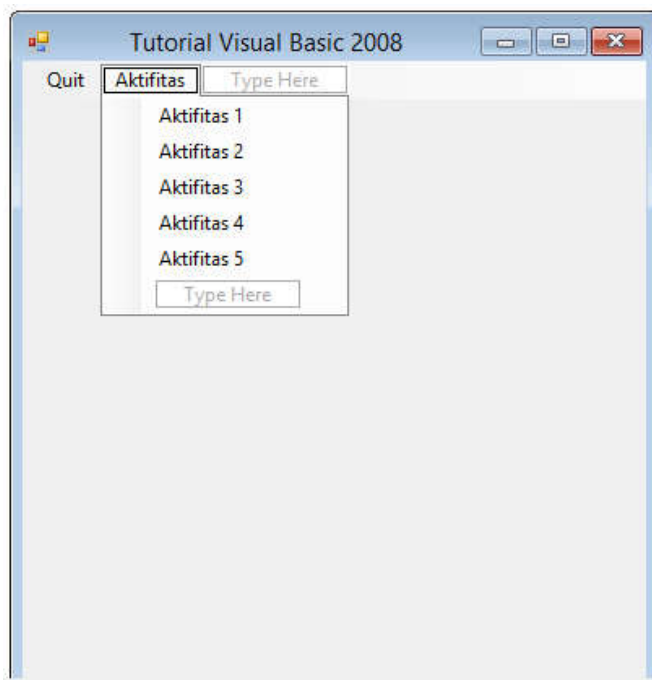 Tutorial Visual Basic 2008
Quit Aktifitas Type Here
Aktifitas 1
Aktifitas 2
Aktifitas 3
Aktifitas 4
Aktifitas 5
Type Here